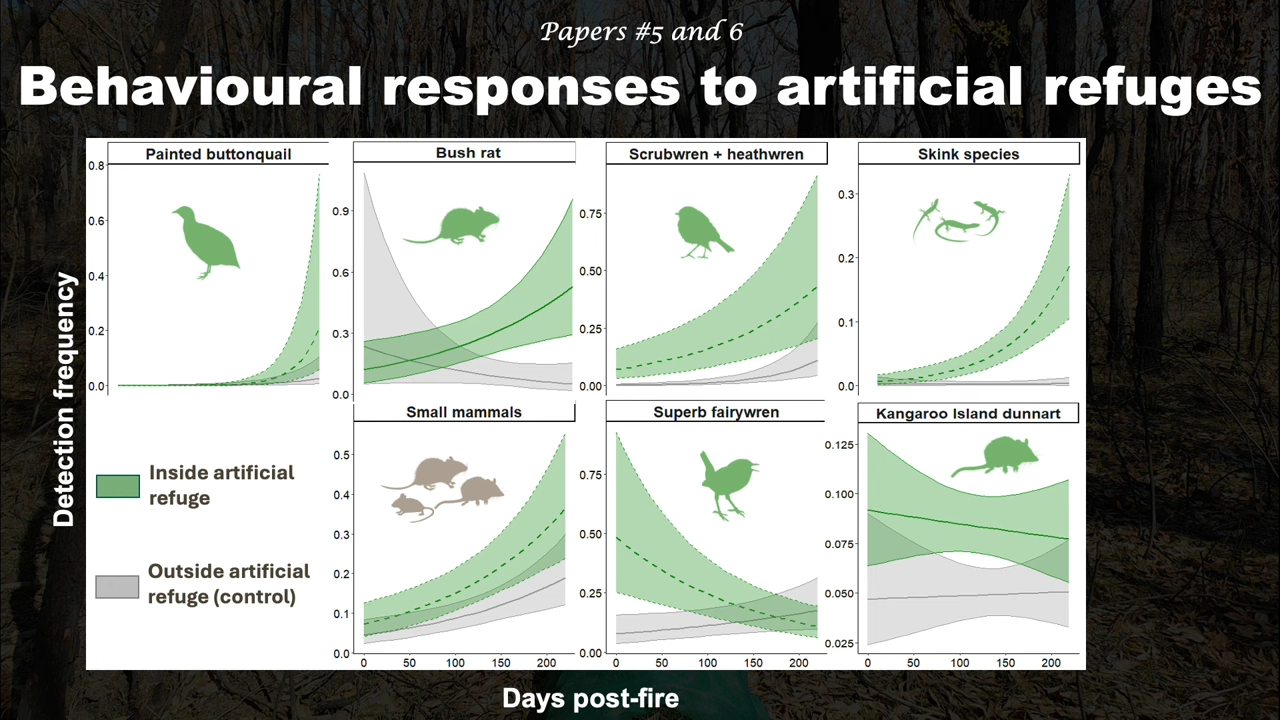 Papers #5 and 6
Behavioural responses to artificial refuges
Detection frequency
Painted buttonquail
0.8
0.6
0.4
0.2
0.0
Bush rat
0.9
0.6
0.3
0.0
Scrubwren + heathwren
0.75
0.50
0.25
0.00
Skink species
0.3
0.2
0.1
0.0
Inside artificial
refuge
Outside artificial
refuge (control)
Small mammals
0.5
0.4
0.3
0.2
0.1
0.0
0 50 100 150 200
Superb fairywren
0.75
0.50
0.25
0.00
0 50 100 150 200
Kangaroo Island dunnart
0.125
0.100
0.075
0.050
0.025
0 50 100 150 200
Days post-fire